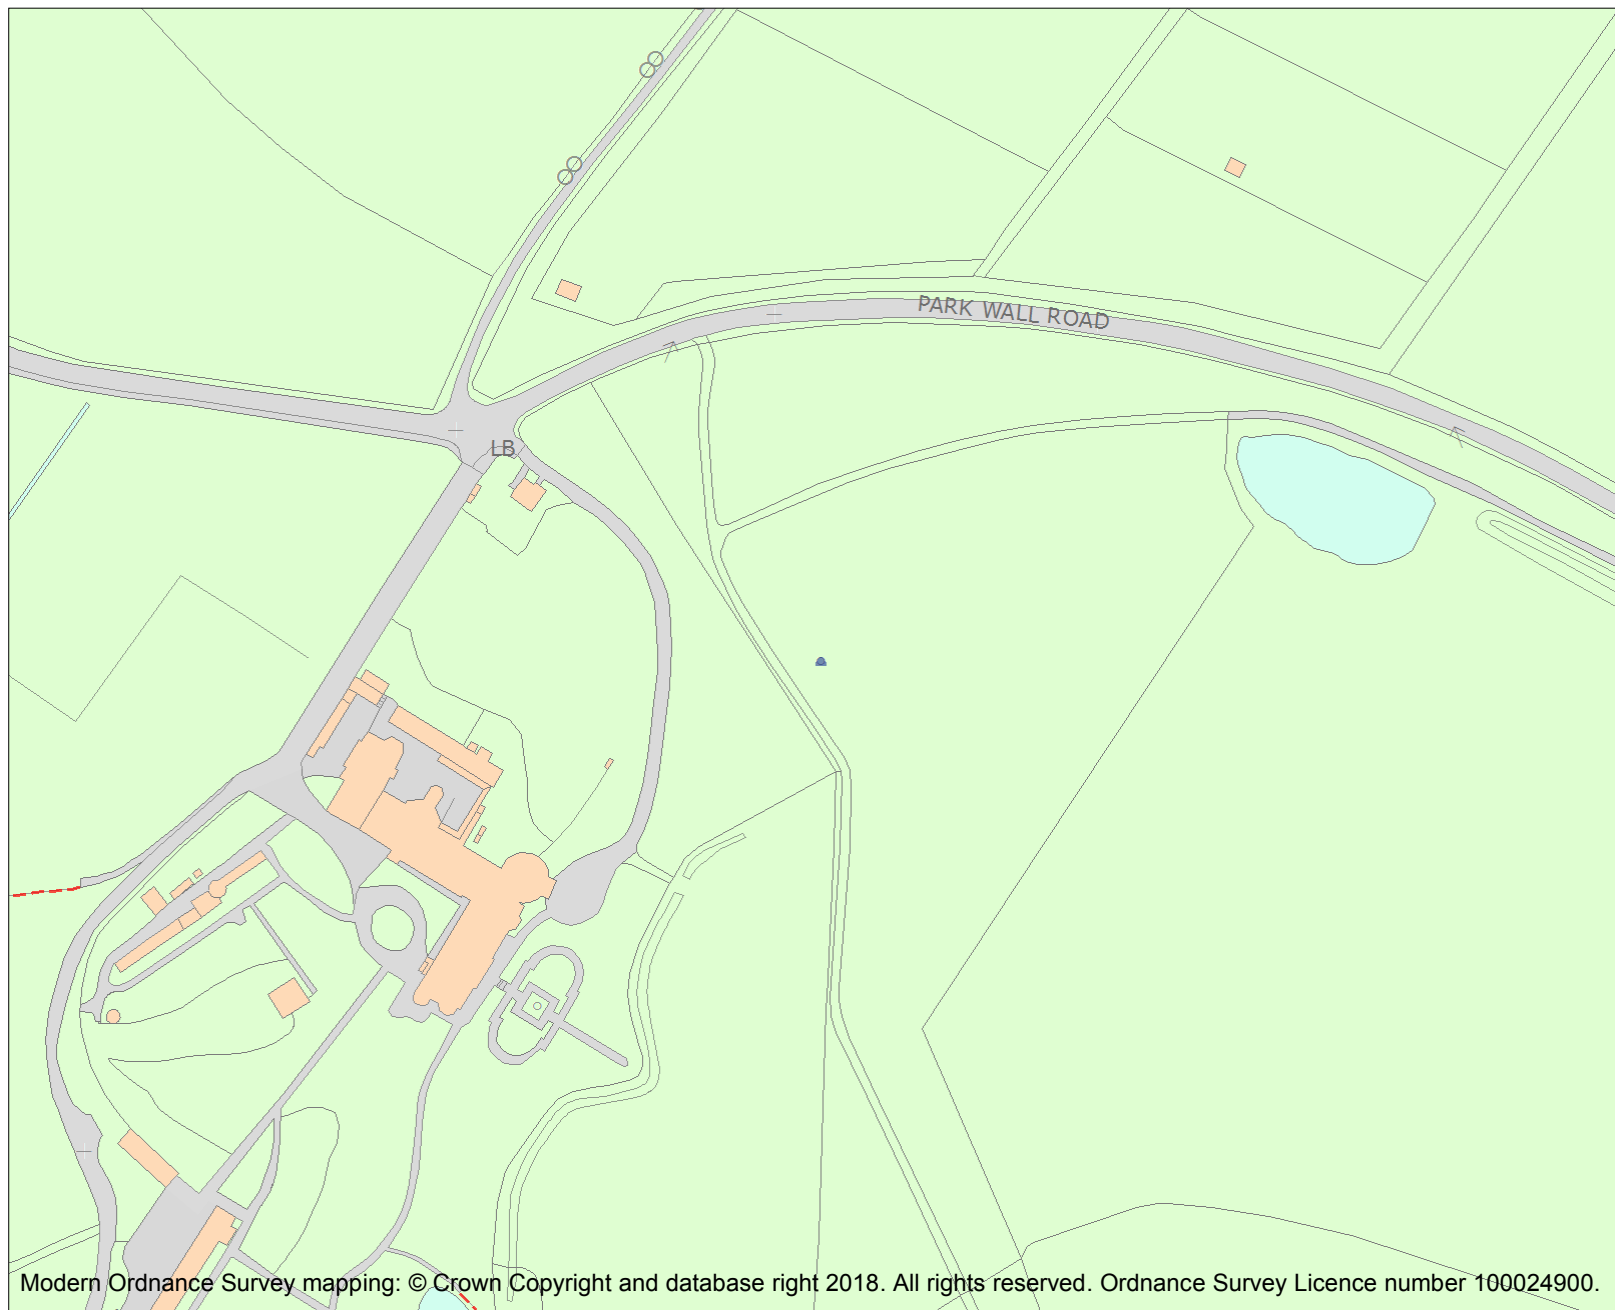 PARK WALL ROAD
LB
Modern Ordnance Survey mapping: © Crown Copyright and database right 2018. All rights reserved. Ordnance Survey Licence number 100024900.